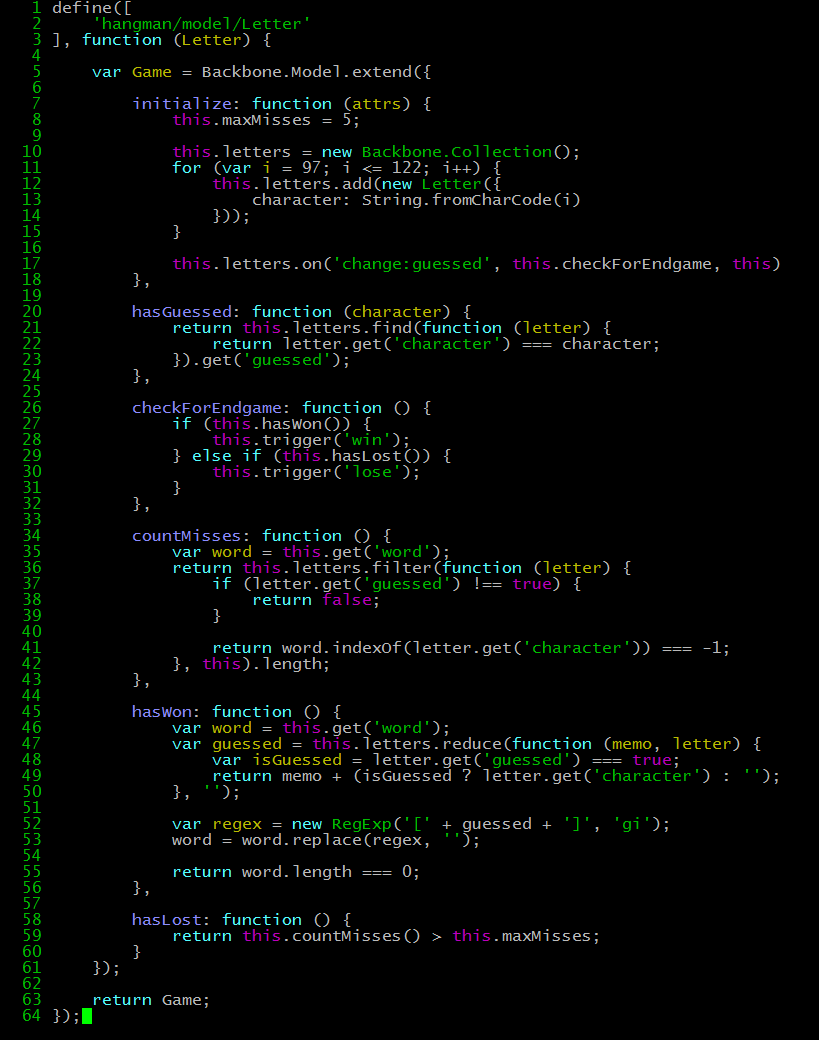 1 define([
2     'hangman/model/Letter'
3 ], function (Letter) {
4
5     var Game = Backbone.Model.extend({
6
7         initialize: function (attrs) {
8             this.maxMisses = 5;
9
10             this.letters = new Backbone.Collection();
11             for (var i = 97; i <= 122; i++) {
12                 this.letters.add(new Letter({
13                     character: String.fromCharCode(i)
14                 }));
15             }
16
17             this.letters.on('change:guessed', this.checkForEndgame, this)
18         },
19
20         hasGuessed: function (character) {
21             return this.letters.find(function (letter) {
22                 return letter.get('character') === character;
23             }).get('guessed');
24         },
25
26         checkForEndgame: function () {
27             if (this.hasWon()) {
28                 this.trigger('win');
29             } else if (this.hasLost()) {
30                 this.trigger('lose');
31             }
32         },
33
34         countMisses: function () {
35             var word = this.get('word');
36             return this.letters.filter(function (letter) {
37                 if (letter.get('guessed') !== true) {
38                     return false;
39                 }
40
41                 return word.indexOf(letter.get('character')) === -1;
42             }, this).length;
43         },
44
45         hasWon: function () {
46             var word = this.get('word');
47             var guessed = this.letters.reduce(function (memo, letter) {
48                 var isGuessed = letter.get('guessed') === true;
49                 return memo + (isGuessed ? letter.get('character') : '');
50             }, '');
51
52             var regex = new RegExp('[' + guessed + ']', 'gi');
53             word = word.replace(regex, '');
54
55             return word.length === 0;
56         },
57
58         hasLost: function () {
59             return this.countMisses() > this.maxMisses;
60         }
61     });
62
63     return Game;
64 });